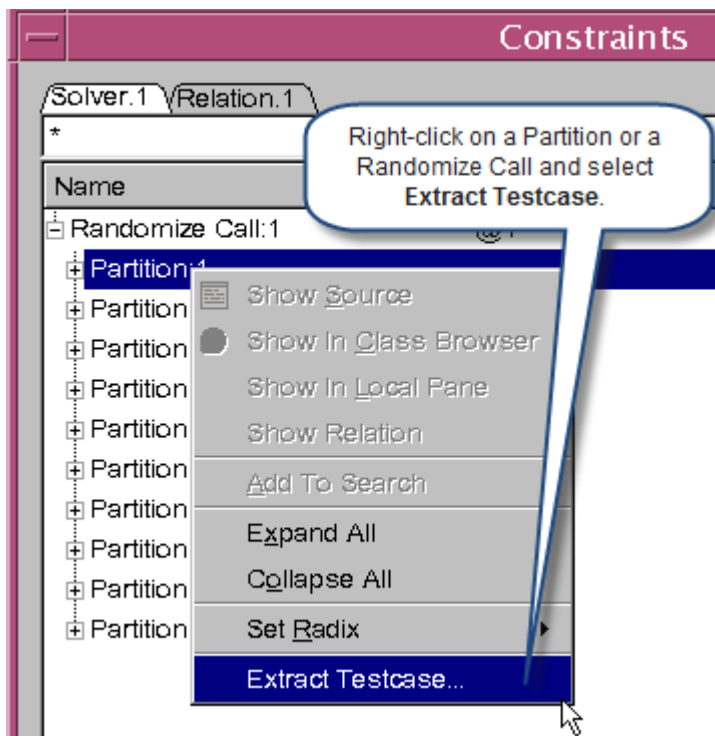 Constraints
Solver.1 Relation.1
*
Right-click on a Partition or a
Randomize Call and select
Extract Testcase.
Name
Randomize Call:1
Partition:1
Partition
Partition
Partition
Partition
Partition
Partition
Partition
Partition
Partition
Show Source
Show In Class Browser
Show In Local Pane
Show Relation
Add To Search
Expand All
Collapse All
Set Radix
Extract Testcase...